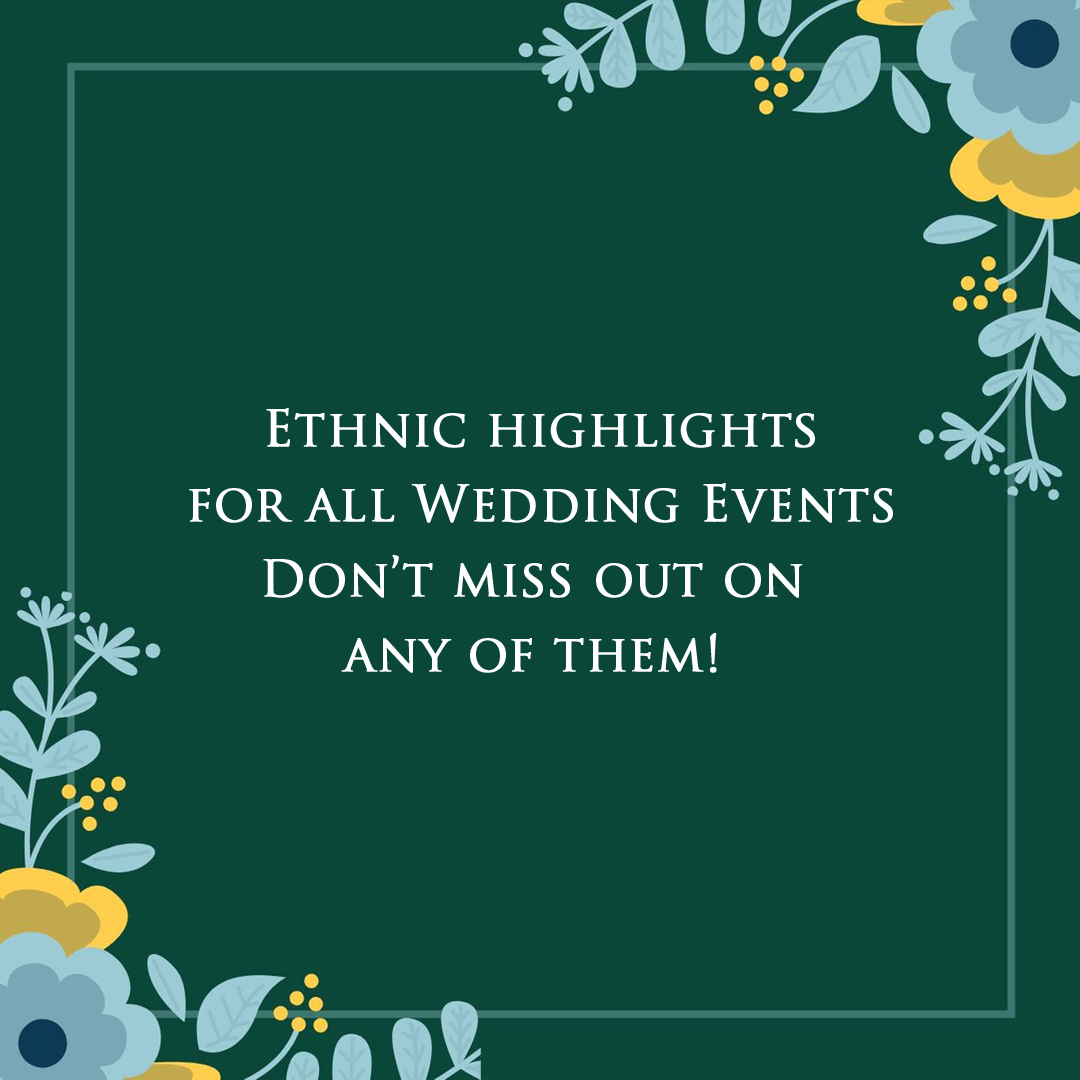 Ethnic highlights
for all Wedding Events
Don’t miss out on
any of them!